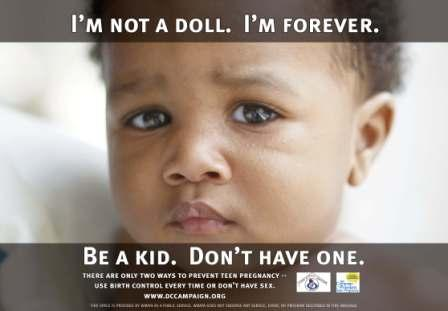 I'm not a doll. I'm forever.
Be a kid. Don't have one.
there are only two ways to prevent teen pregnancy --
use birth control every time or don't have sex.
www.dccampaign.org